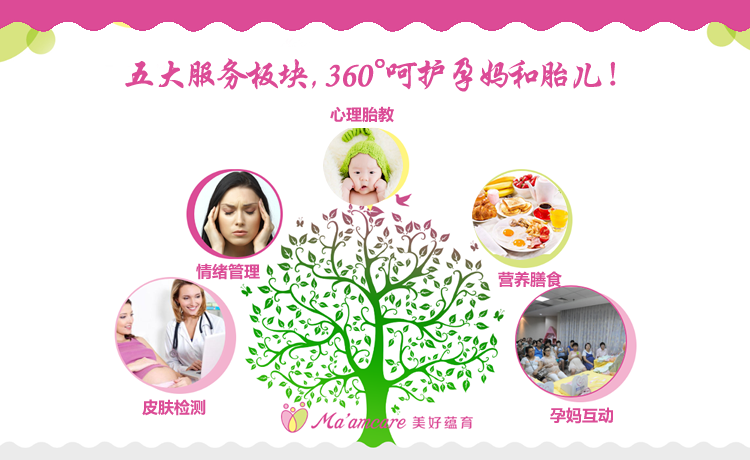 五大服务板块,360°呵护孕妈和胎儿!
心理胎教
情绪管理
营养膳食
皮肤检测
孕妈互动
Ma'amcare 美好蕴育